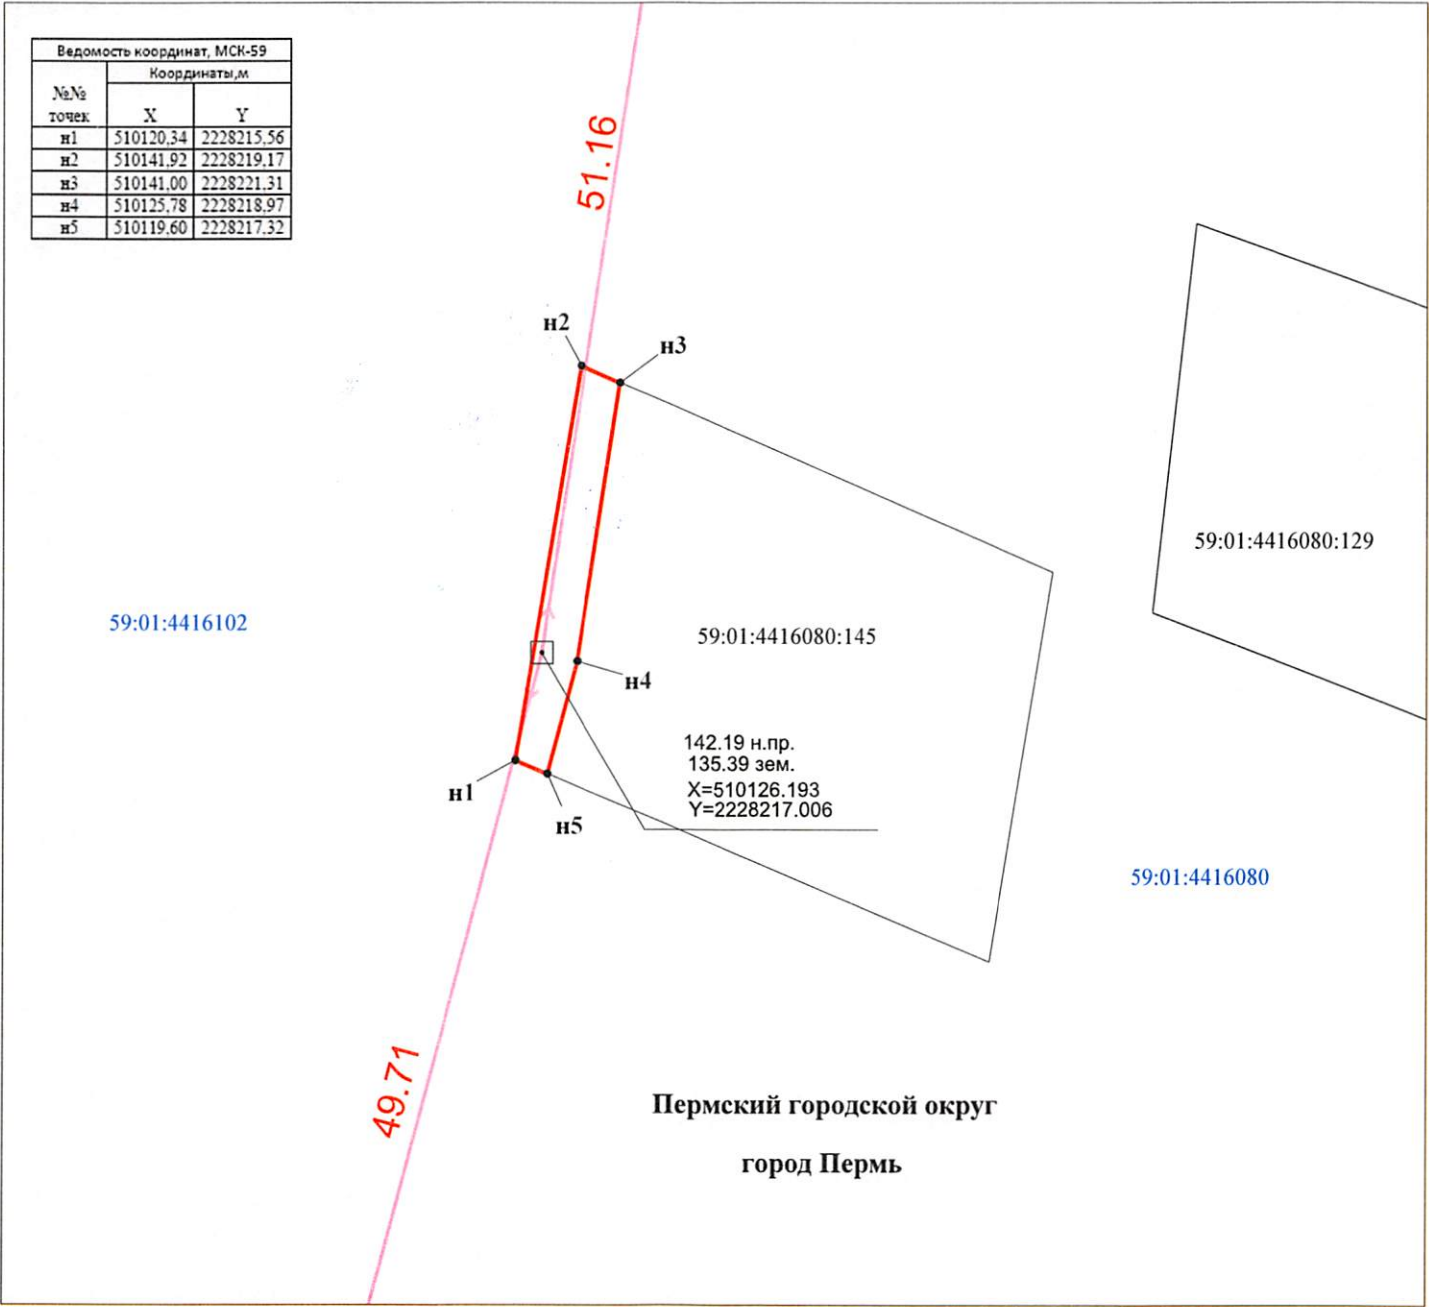 Ведомость координат, МСК-59
№№ точек Координаты,м
X Y
н1 510120,34 2228215,56
н2 510141,92 2228219,17
н3 510141,00 2228221,31
н4 510125,78 2228218,97
н5 510119,60 2228217,32
51.16
н2
н3
59:01:4416080:129
59:01:4416102
59:01:4416080:145
н4
142.19 н.пр.
135.39 зем.
X=510126.193
Y=2228217.006
н1
н5
59:01:4416080
49.71
Пермский городской округ
город Пермь